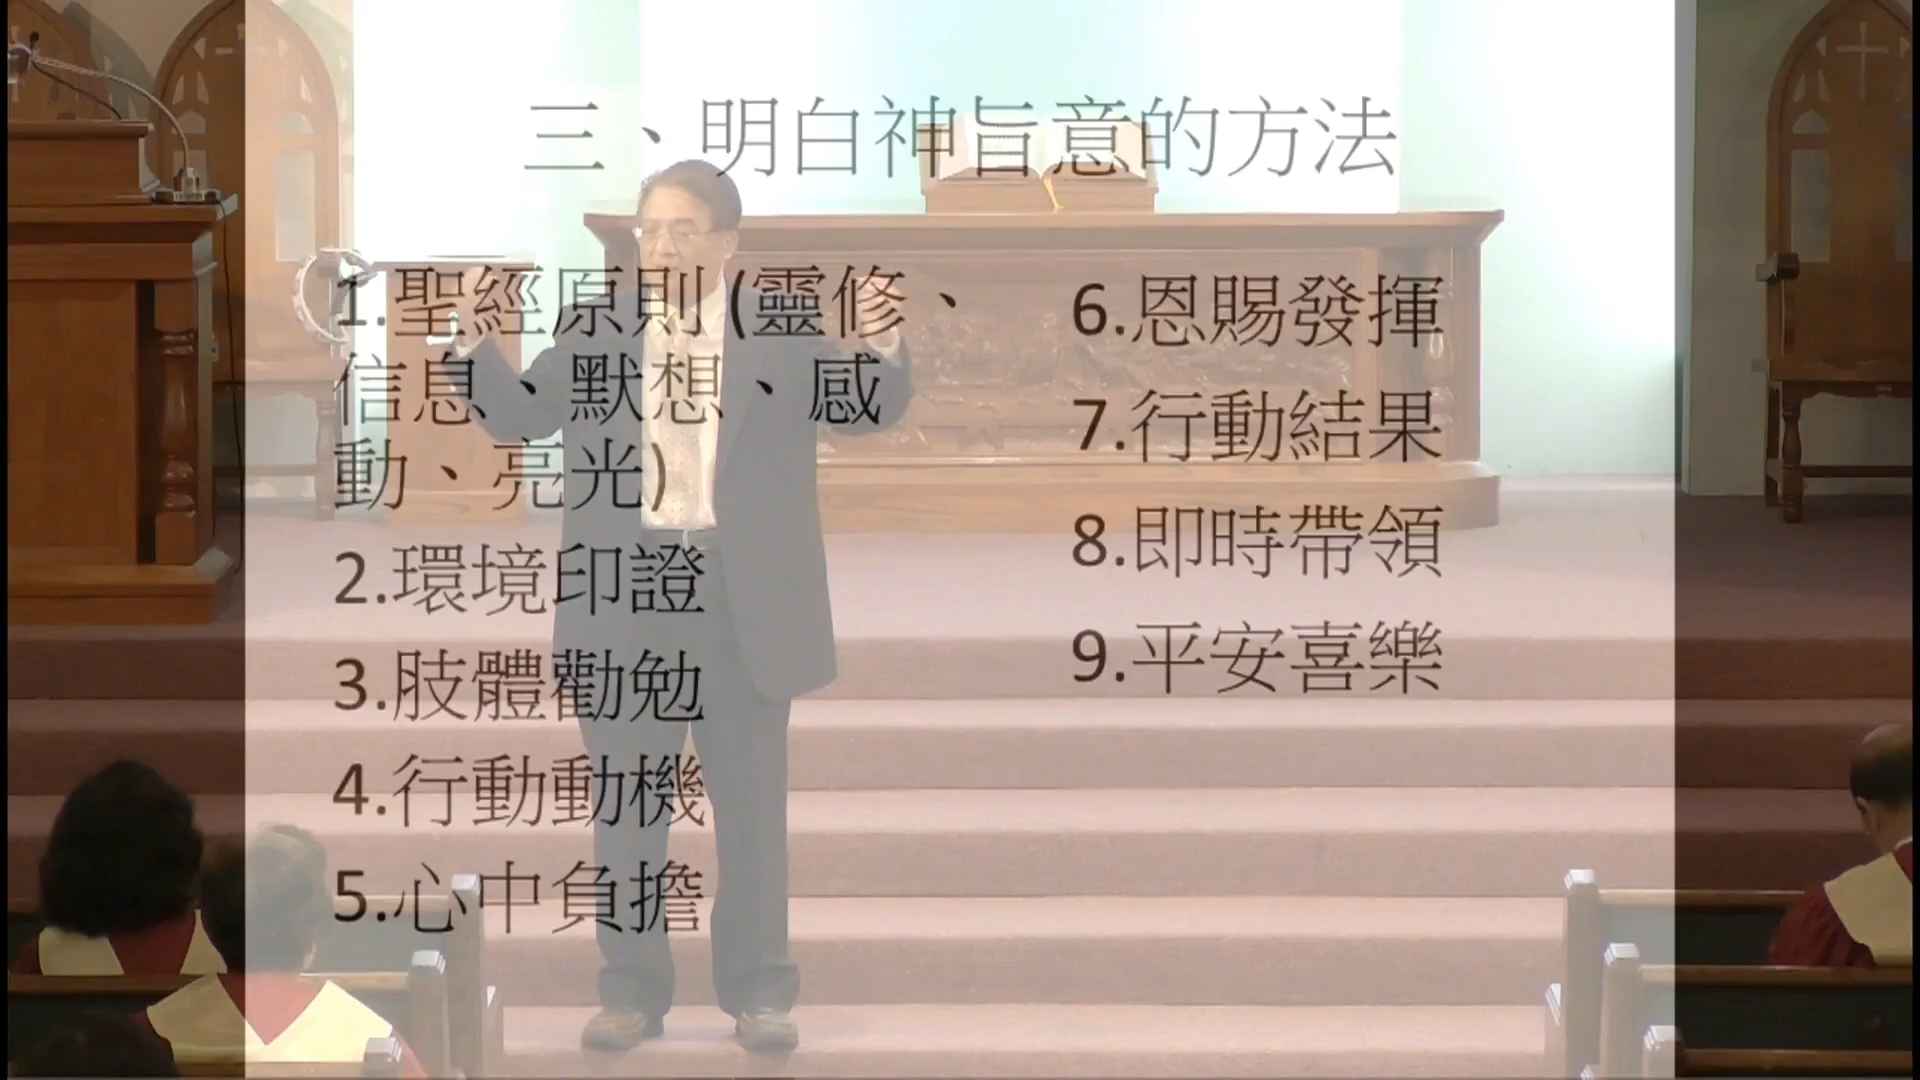 三、明白神旨意的方法
1.聖經原則 (靈修、
信息、默想、感
動、亮光)
2.環境印證
3.肢體勸勉
4.行動動機
5.心中負擔
6.恩賜發揮
7.行動結果
8.即時帶領
9.平安喜樂